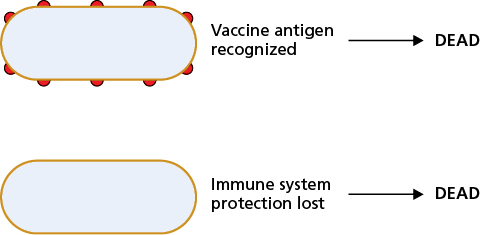 Vaccine antigen
recognized
DEAD
Immune system
protection lost
DEAD